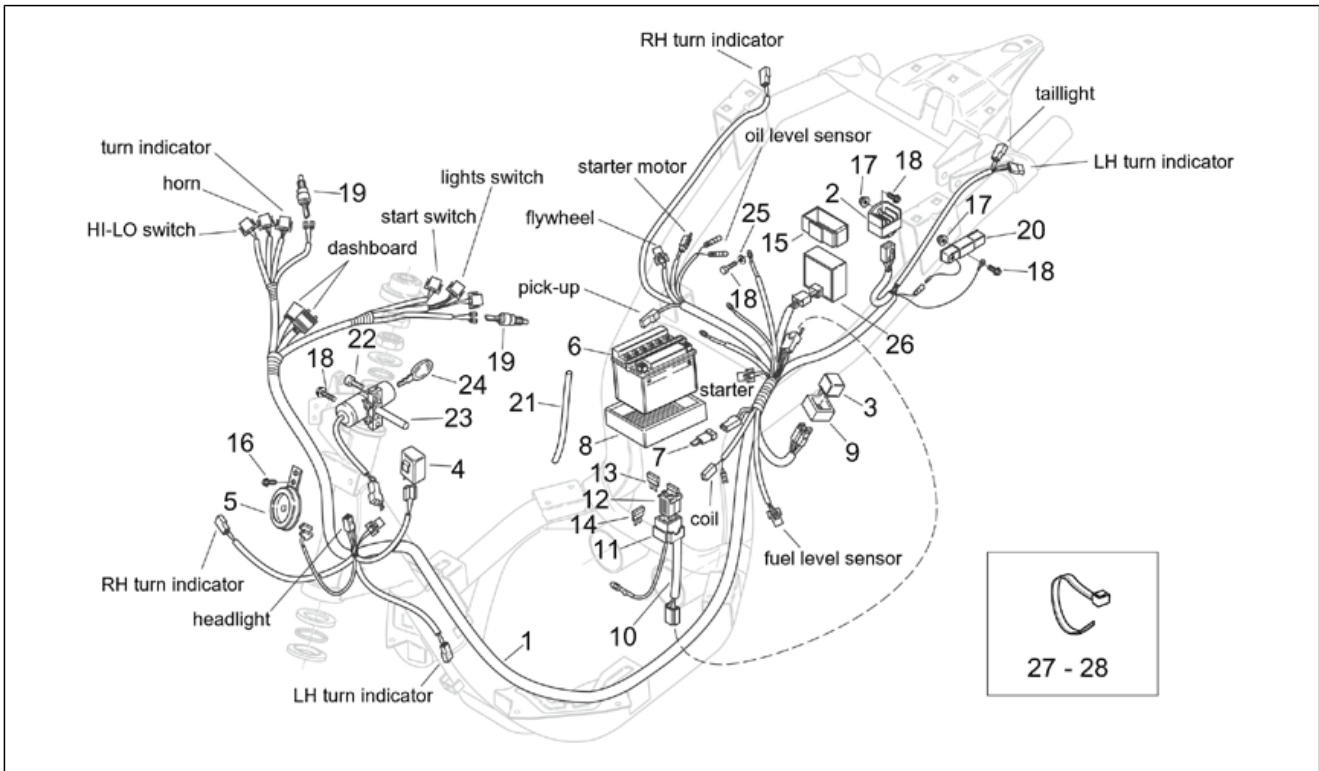 RH turn indicator
taillight
oil level sensor
turn indicator
starter motor
17
18
LH turn indicator
horn
19
lights switch
2
HI-LO switch
start switch
flywheel
25
15
17
20
dashboard
18
18
pick-up
22
19
6
26
18
24
starter
21
3
23
8
7
9
16
4
13
5
12
coil
14
11
fuel level sensor
RH turn indicator
headlight
10
1
27 - 28
LH turn indicator